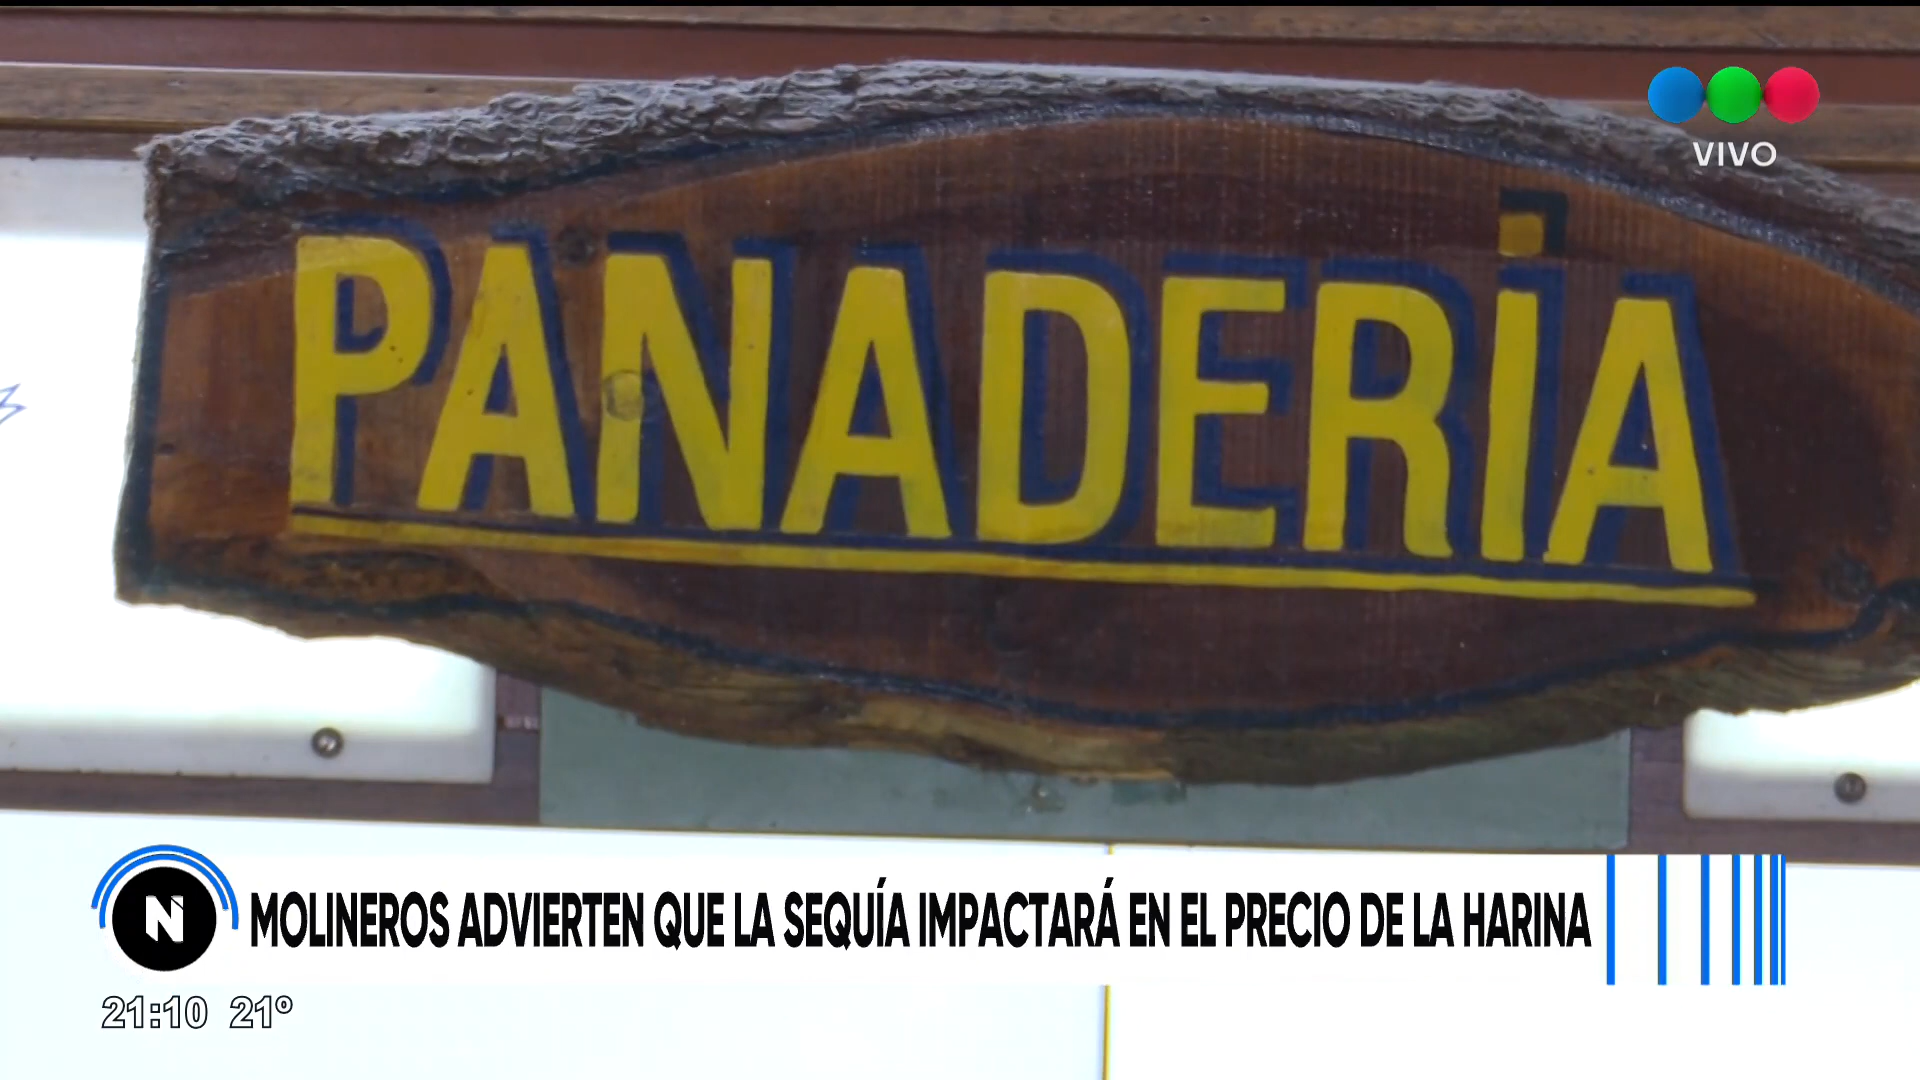 VIVO
PANADERIA
N MOLINEROS ADVIERTEN QUE LA SEQUÍA IMPACTARÁ EN EL PRECIO DE LA HARINA
21:10 21°